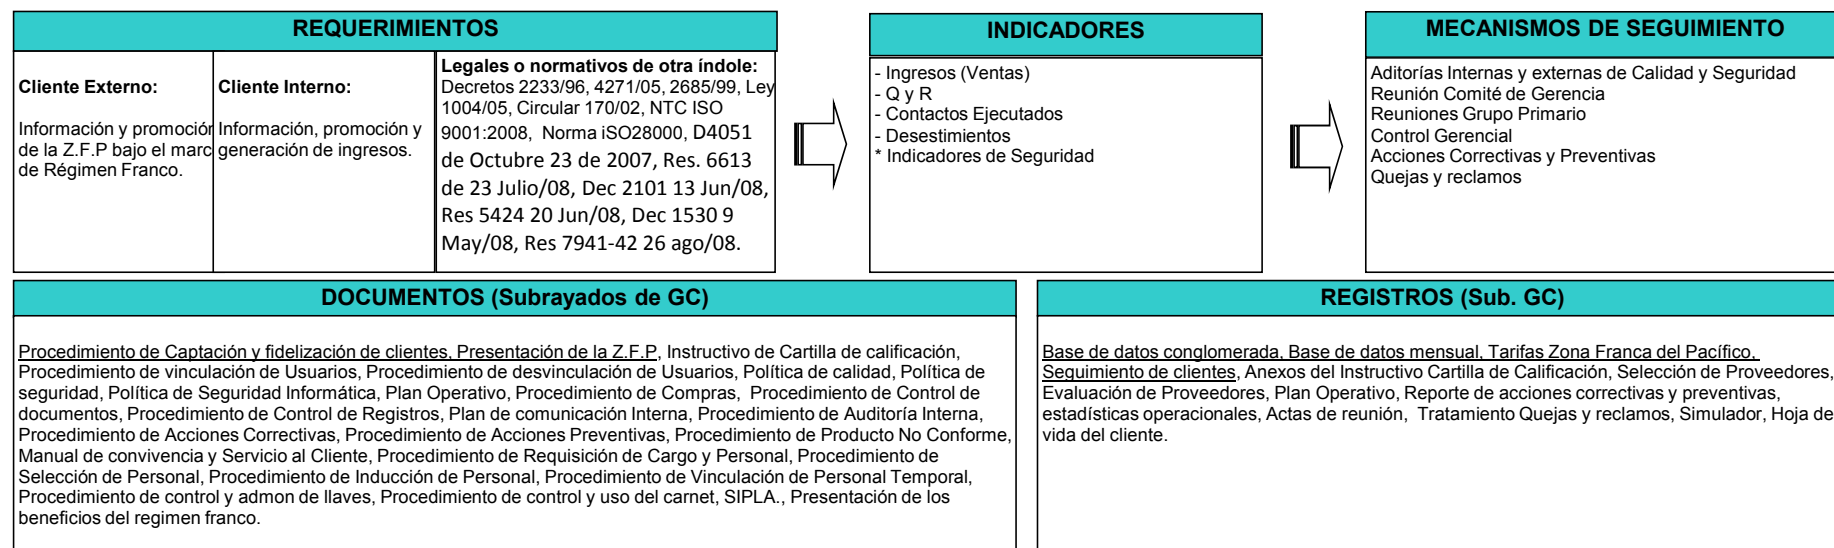 REQUERIMIENTOS
Cliente Externo:
Información y promoción
de la Z.F.P bajo el marc
de Régimen Franco.
Cliente Interno:
Información, promoción y
generación de ingresos.
Legales o normativos de otra índole:
Decretos 2233/96, 4271/05, 2685/99, Ley
1004/05, Circular 170/02, NTC ISO
9001:2008, Norma iSO28000, D4051
de Octubre 23 de 2007, Res. 6613
de 23 Julio/08, Dec 2101 13 Jun/08,
Res 5424 20 Jun/08, Dec 1530 9
May/08, Res 7941-42 26 ago/08.
INDICADORES
- Ingresos (Ventas)
- Q y R
- Contactos Ejecutados
- Desestimientos
* Indicadores de Seguridad
MECANISMOS DE SEGUIMIENTO
Aditorías Internas y externas de Calidad y Seguridad
Reunión Comité de Gerencia
Reuniones Grupo Primario
Control Gerencial
Acciones Correctivas y Preventivas
Quejas y reclamos
DOCUMENTOS (Subrayados de GC)
Procedimiento de Captación y fidelización de clientes, Presentación de la Z.F.P, Instructivo de Cartilla de calificación,
Procedimiento de vinculación de Usuarios, Procedimiento de desvinculación de Usuarios, Política de calidad, Política de
seguridad, Política de Seguridad Informática, Plan Operativo, Procedimiento de Compras, Procedimiento de Control de
documentos, Procedimiento de Control de Registros, Plan de comunicación Interna, Procedimiento de Auditoría Interna,
Procedimiento de Acciones Correctivas, Procedimiento de Acciones Preventivas, Procedimiento de Producto No Conforme,
Manual de convivencia y Servicio al Cliente, Procedimiento de Requisición de Cargo y Personal, Procedimiento de
Selección de Personal, Procedimiento de Inducción de Personal, Procedimiento de Vinculación de Personal Temporal,
Procedimiento de control y admon de llaves, Procedimiento de control y uso del carnet, SIPLA., Presentación de los
beneficios del regimen franco.
REGISTROS (Sub. GC)
Base de datos conglomerada, Base de datos mensual, Tarifas Zona Franca del Pacífico,
Seguimiento de clientes, Anexos del Instructivo Cartilla de Calificación, Selección de Proveedores,
Evaluación de Proveedores, Plan Operativo, Reporte de acciones correctivas y preventivas,
estadísticas operacionales, Actas de reunión, Tratamiento Quejas y reclamos, Simulador, Hoja de
vida del cliente.